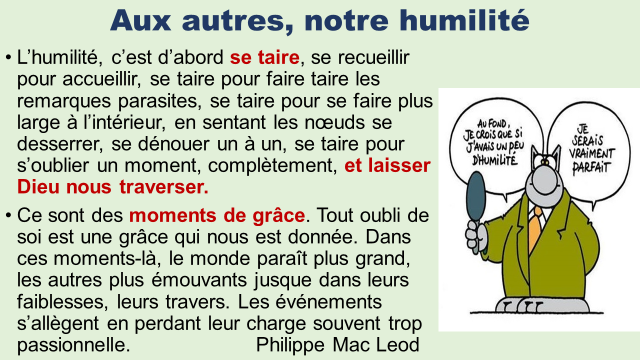 Aux autres, notre humilité
• L’humilité, c’est d’abord se taire, se recueillir
pour accueillir, se taire pour faire taire les
remarques parasites, se taire pour se faire plus
large à l’intérieur, en sentant les nœuds se
desserrer, se dénouer un à un, se taire pour
s’oublier un moment, complètement, et laisser
Dieu nous traverser.
• Ce sont des moments de grâce. Tout oubli de
soi est une grâce qui nous est donnée. Dans
ces moments-là, le monde paraît plus grand,
les autres plus émouvants jusque dans leurs
faiblesses, leurs travers. Les événements
s’allègent en perdant leur charge souvent trop
passionnelle. Philippe Mac Leod
AU FOND,
JE CROIS QUE SI
J'AVAIS UN PEU
D'HUMILITÉ
JE
SERAIS
VRAIMENT
PARFAIT